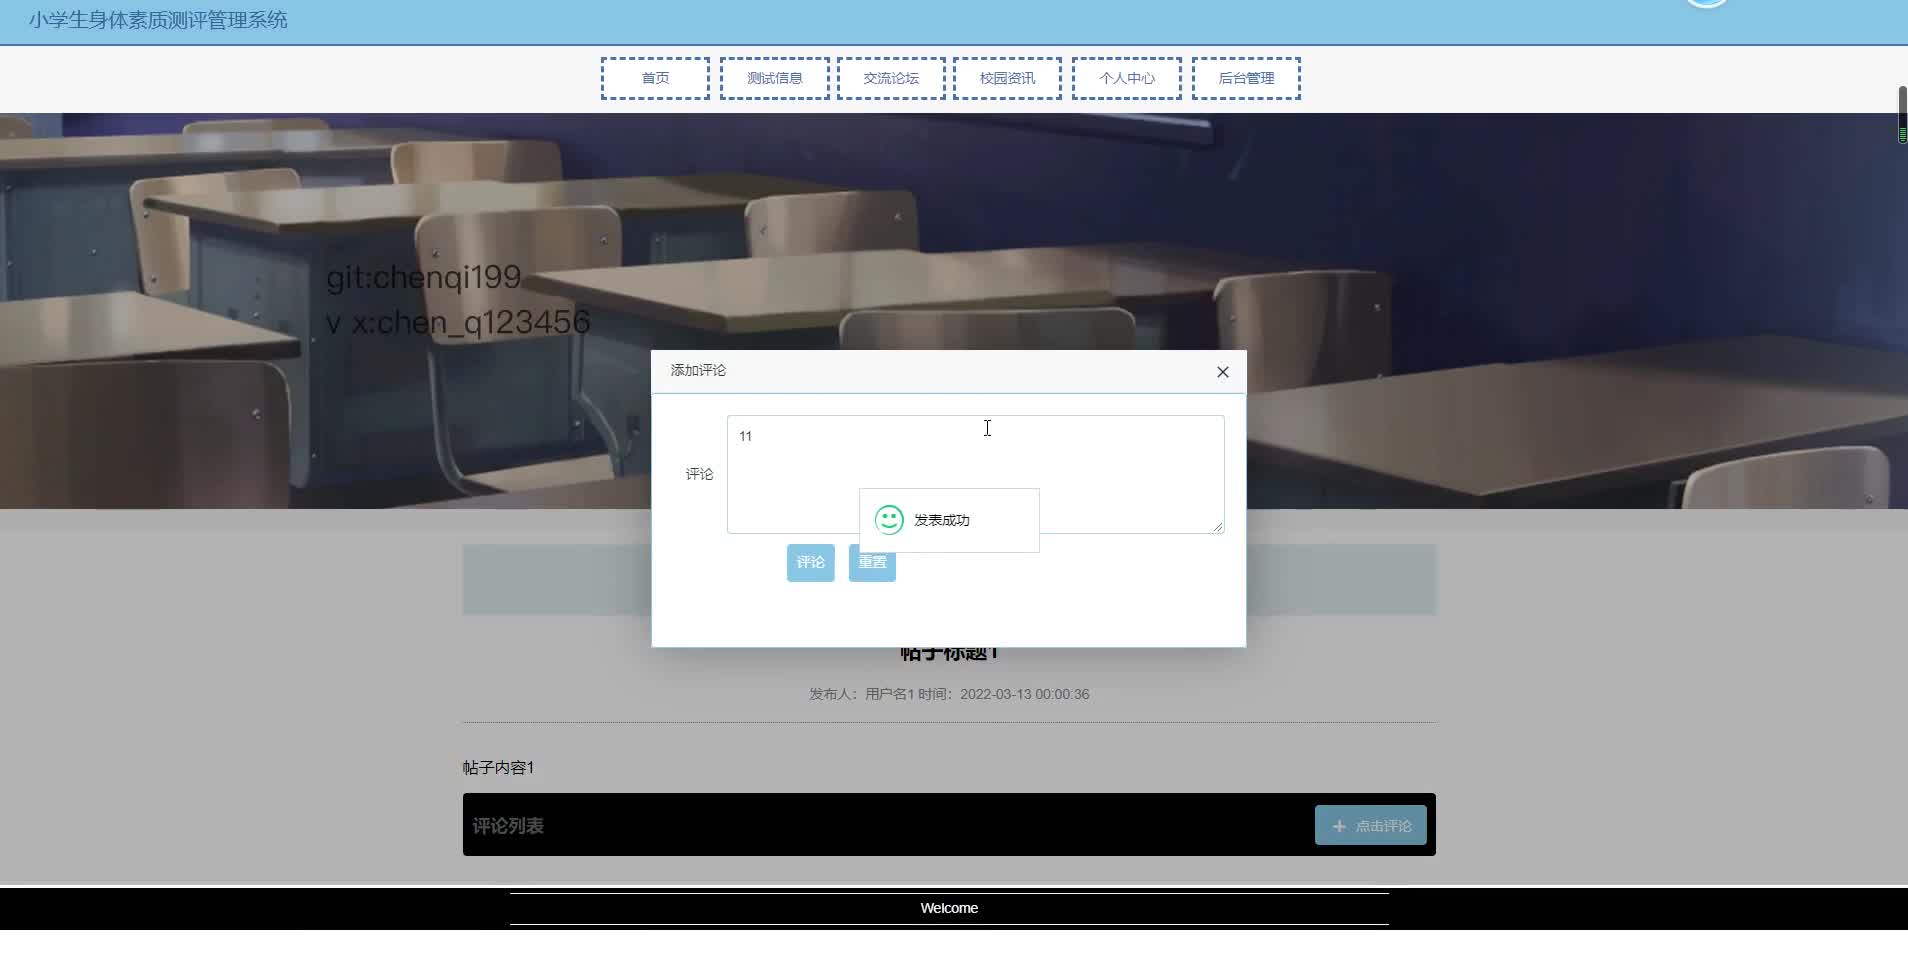 小学生身体素质测评管理系统
首页
测试信息
交流论坛
校园资讯
个人中心
后台管理
git:chenqi199
v x:chen_q123456
添加评论
11
评论
发表成功
评论
重置
帖子标题1
发布人：用户名1 时间：2022-03-13 00:00:36
帖子内容1
评论列表
点击评论
Welcome